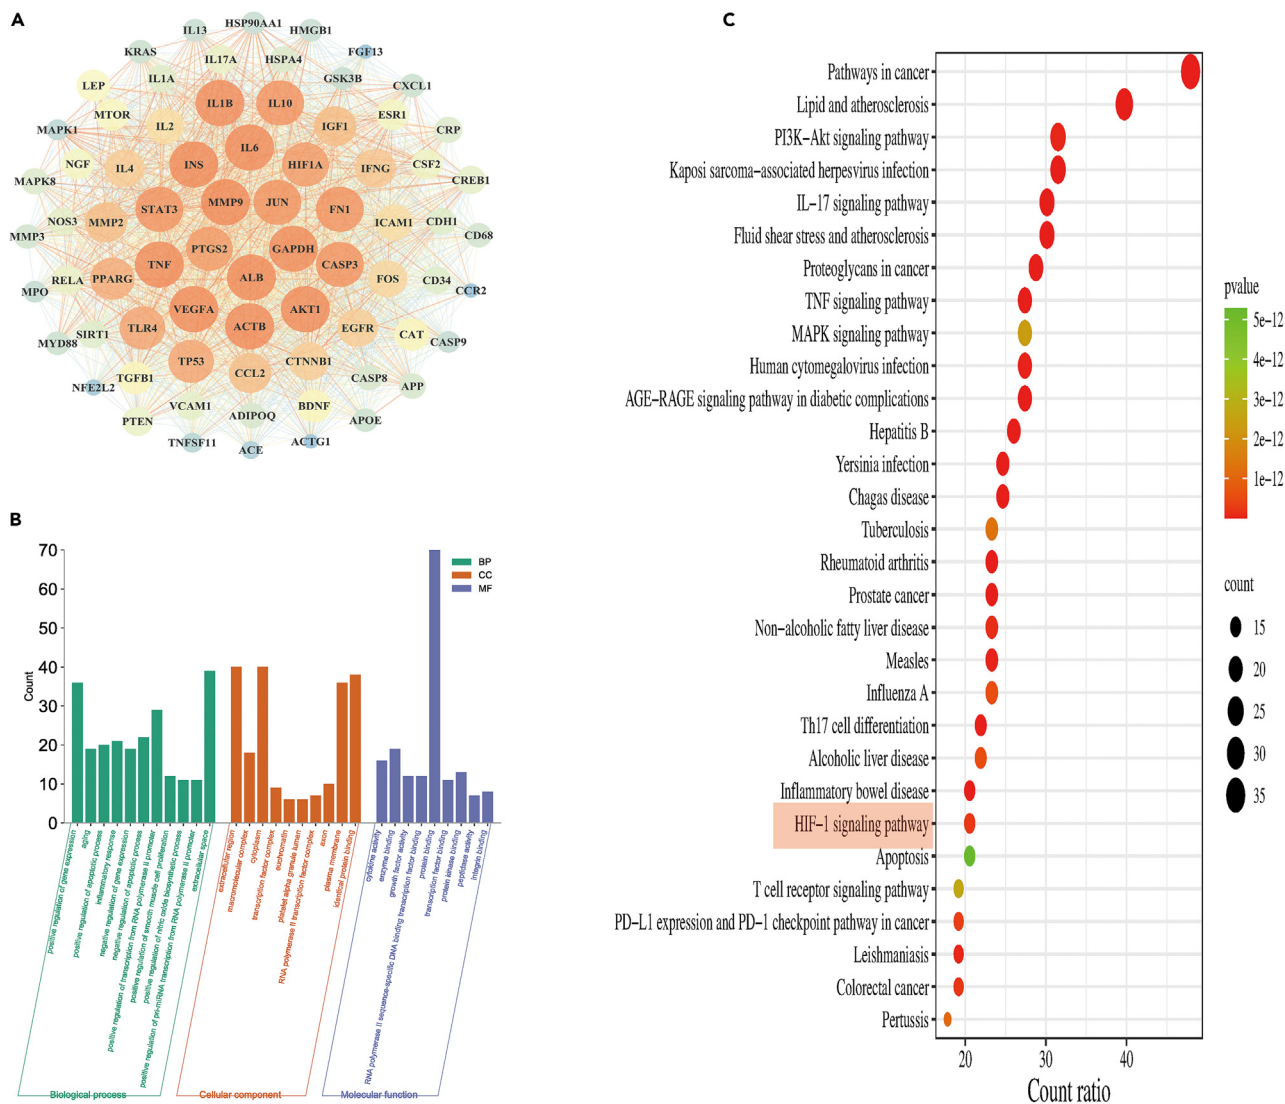 A
HSP90AA1
IL13
HMGB1
KRAS
IL17A
HSPA4
FGF13
LEP
IL1A
GSK3B
CXCL1
IL1B
IL10
MTOR
ESR1
MAPK1
IL2
IGF1
CRP
IL6
NGF
IL4
INS
HIF1A
IFNG
CSF2
MAPK8
CREB1
STAT3
MMP9
JUN
FN1
NOS3
MMP2
ICAM1
CDH1
MMP3
CD68
PTGS2
GAPDH
TNF
CASP3
RELA
PPARG
ALB
FOS
CD34
MPO
CCR2
VEGFA
AKT1
SIRT1
TLR4
ACTB
EGFR
CAT
MYD88
CASP9
TP53
CTNNB1
CCL2
NFE2L2
TGFB1
CASP8
APP
VCAM1
ADIPOQ
BDNF
PTEN
APOE
TNFSF11
ACE
ACTG1
B
70
60
50
40
30
20
10
0
Count
BP
CC
MF
positive regulation of gene expression
aging
positive regulation of apoptotic process
inflammatory response
negative regulation of gene expression
negative regulation of apoptotic process
positive regulation of transcription from RNA polymerase II promoter
positive regulation of smooth muscle cell proliferation
positive regulation of nitric oxide biosynthetic process
positive regulation of pri-miRNA transcription from RNA polymerase II promoter
extracellular space
extracellular region
macromolecular complex
cytoplasm
transcription factor complex
euchromatin
platelet alpha granule lumen
RNA polymerase II transcription factor complex
axon
plasma membrane
identical protein binding
cytokine activity
enzyme binding
growth factor activity
RNA polymerase II sequence-specific DNA binding transcription factor binding
protein binding
transcription factor binding
protein kinase binding
peptidase activity
integrin binding
Biological process
Cellular component
Molecular function
C
Pathways in cancer
Lipid and atherosclerosis
PI3K−Akt signaling pathway
Kaposi sarcoma−associated herpesvirus infection
IL−17 signaling pathway
Fluid shear stress and atherosclerosis
Proteoglycans in cancer
TNF signaling pathway
MAPK signaling pathway
Human cytomegalovirus infection
AGE−RAGE signaling pathway in diabetic complications
Hepatitis B
Yersinia infection
Chagas disease
Tuberculosis
Rheumatoid arthritis
Prostate cancer
Non−alcoholic fatty liver disease
Measles
Influenza A
Th17 cell differentiation
Alcoholic liver disease
Inflammatory bowel disease
HIF−1 signaling pathway
Apoptosis
T cell receptor signaling pathway
PD−L1 expression and PD−1 checkpoint pathway in cancer
Leishmaniasis
Colorectal cancer
Pertussis
20
30
40
Count ratio
pvalue
5e−12
4e−12
3e−12
2e−12
1e−12
count
15
20
25
30
35